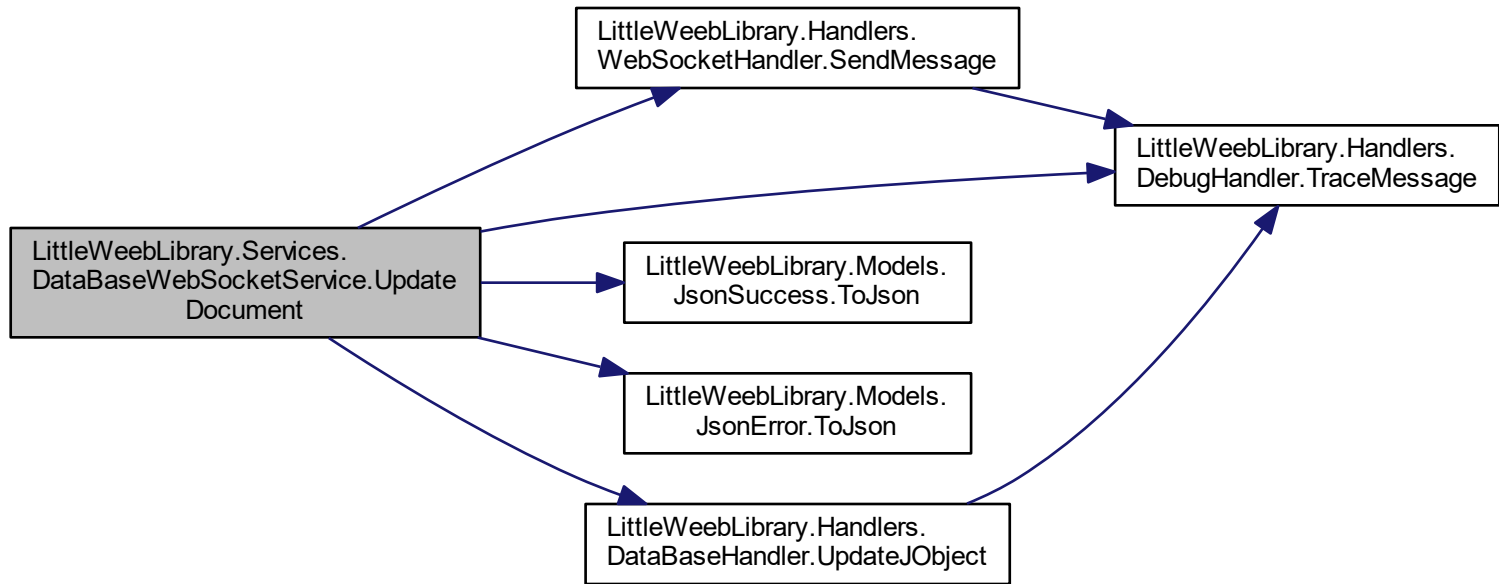 LittleWeebLibrary.Handlers.
WebSocketHandler.SendMessage
LittleWeebLibrary.Handlers.
DebugHandler.TraceMessage
LittleWeebLibrary.Services.
DataBaseWebSocketService.Update
Document
LittleWeebLibrary.Models.
JsonSuccess.ToJson
LittleWeebLibrary.Models.
JsonError.ToJson
LittleWeebLibrary.Handlers.
DataBaseHandler.UpdateJObject